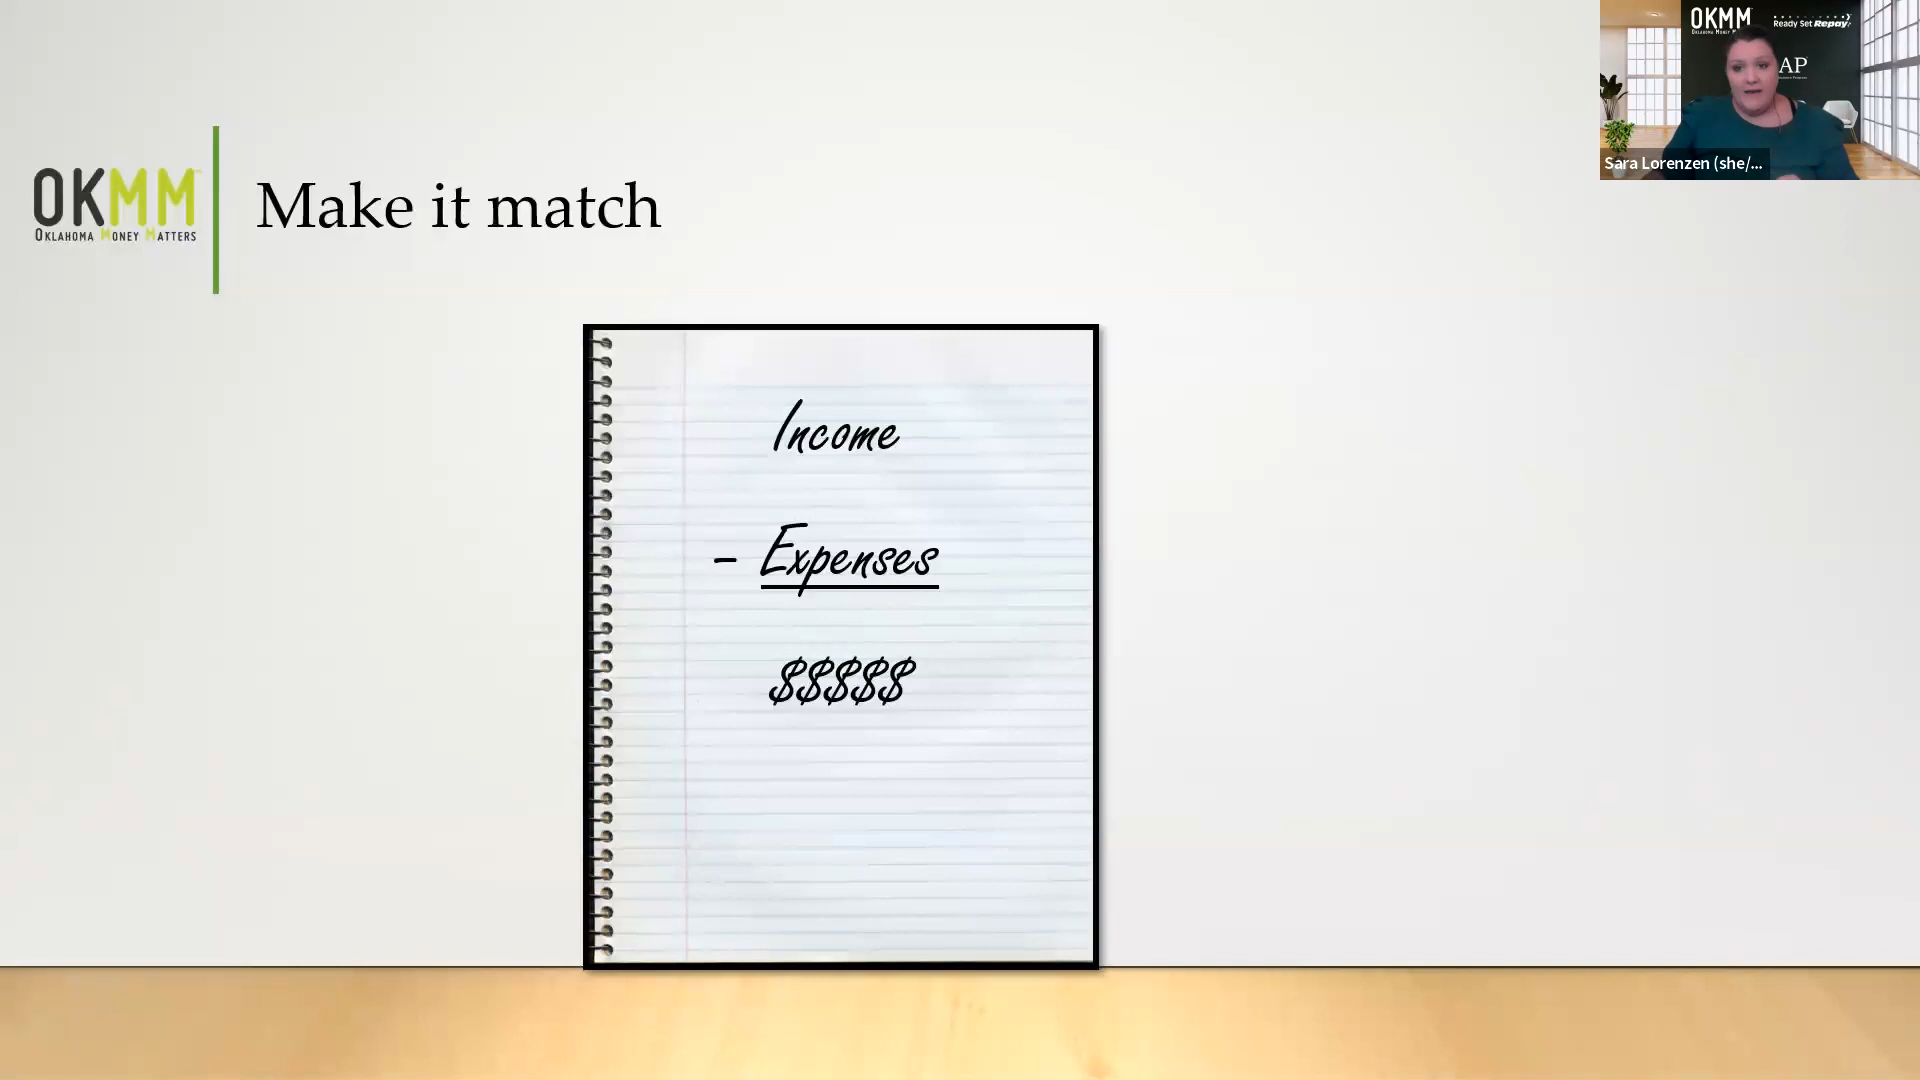 OKMM
Ready Set Repay
AP
Sara Lorenzen (she/...
OKMM
OKLAHOMA MONEY MATTERS
Make it match
Income
- Expenses
$$$$$